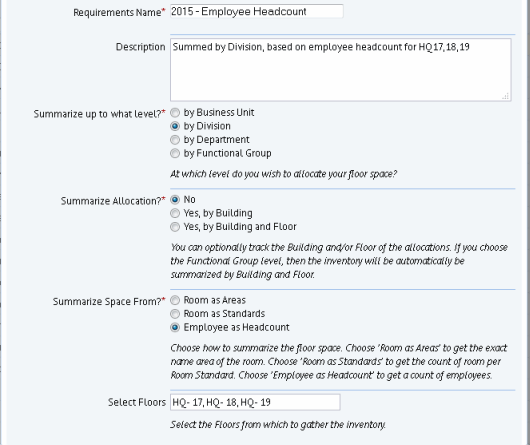 Requirements Name* 2015 - Employee Headcount
Description Summed by Division, based on employee headcount for HQ17,18,19
Summarize up to what level?* by Business Unit
by Division
by Department
by Functional Group
At which level do you wish to allocate your floor space?
Summarize Allocation?* No
Yes, by Building
Yes, by Building and Floor
You can optionally track the Building and/or Floor of the allocations. If you choose
the Functional Group level, then the inventory will be automatically be
summarized by Building and Floor.
Summarize Space From?* Room as Areas
Room as Standards
Employee as Headcount
Choose how to summarize the floor space. Choose 'Room as Areas' to get the exact
name area of the room. Choose 'Room as Standards' to get the count of room per
Room Standard. Choose 'Employee as Headcount' to get a count of employees.
Select Floors HQ- 17, HQ- 18, HQ- 19
Select the Floors from which to gather the inventory.